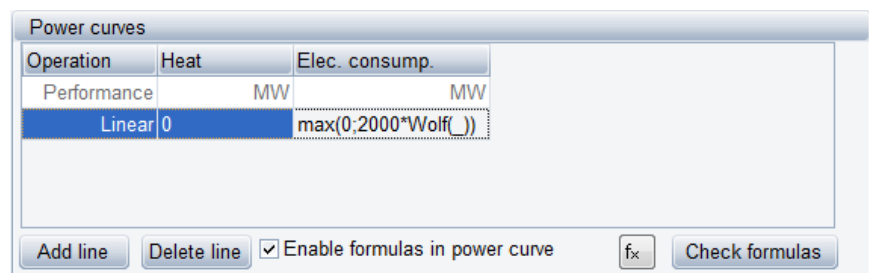 Power curves
Operation Heat Elec. consump.
Performance MW MW
Linear 0 max(0;2000*Wolf(_))
Add line Delete line Enable formulas in power curve fx Check formulas